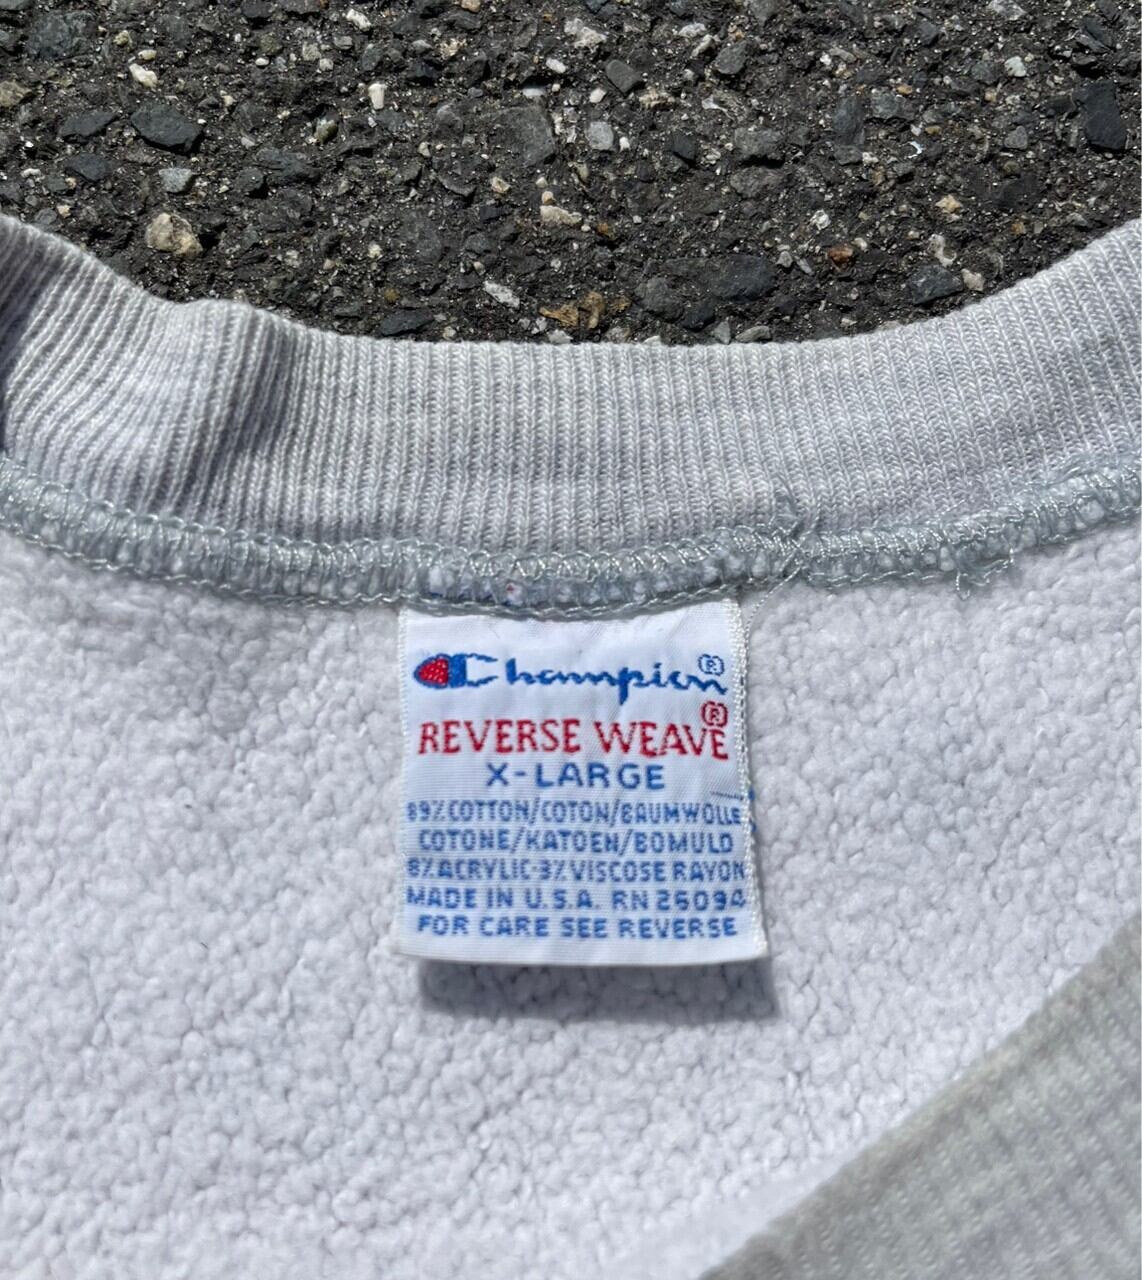 Champion®
REVERSE WEAVE®
X-LARGE
89% COTTON/COTON/BAUMWOLLE
COTONE/KATOEN/BOMULD
8% ACRYLIC-3% VISCOSE RAYON
MADE IN U.S.A. RN 26094
FOR CARE SEE REVERSE